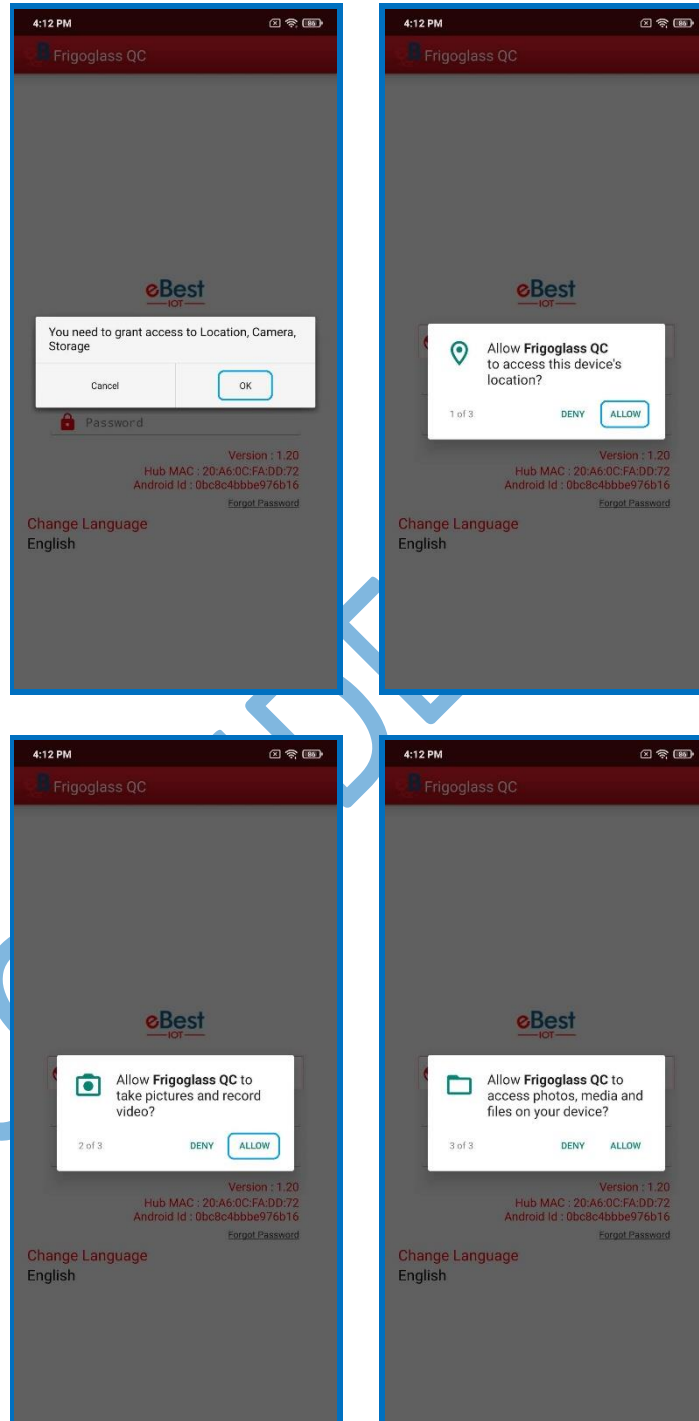 4:12 PM
86
Frigoglass QC
eBest
IOT
You need to grant access to Location, Camera,
Storage
Cancel
OK
Password
Version : 1.20
Hub MAC : 20:A6:0C:FA:DD:72
Android Id : 0bc8c4bbbe976b16
Forgot Password
Change Language
English
4:12 PM
86
Frigoglass QC
eBest
IOT
Allow Frigoglass QC
to access this device's
location?
1 of 3
DENY
ALLOW
Version : 1.20
Hub MAC : 20:A6:0C:FA:DD:72
Android Id : 0bc8c4bbbe976b16
Forgot Password
Change Language
English
4:12 PM
86
Frigoglass QC
eBest
IOT
Allow Frigoglass QC to
take pictures and record
video?
2 of 3
DENY
ALLOW
Version : 1.20
Hub MAC : 20:A6:0C:FA:DD:72
Android Id : 0bc8c4bbbe976b16
Forgot Password
Change Language
English
4:12 PM
86
Frigoglass QC
eBest
IOT
Allow Frigoglass QC to
access photos, media and
files on your device?
3 of 3
DENY
ALLOW
Version : 1.20
Hub MAC : 20:A6:0C:FA:DD:72
Android Id : 0bc8c4bbbe976b16
Forgot Password
Change Language
English